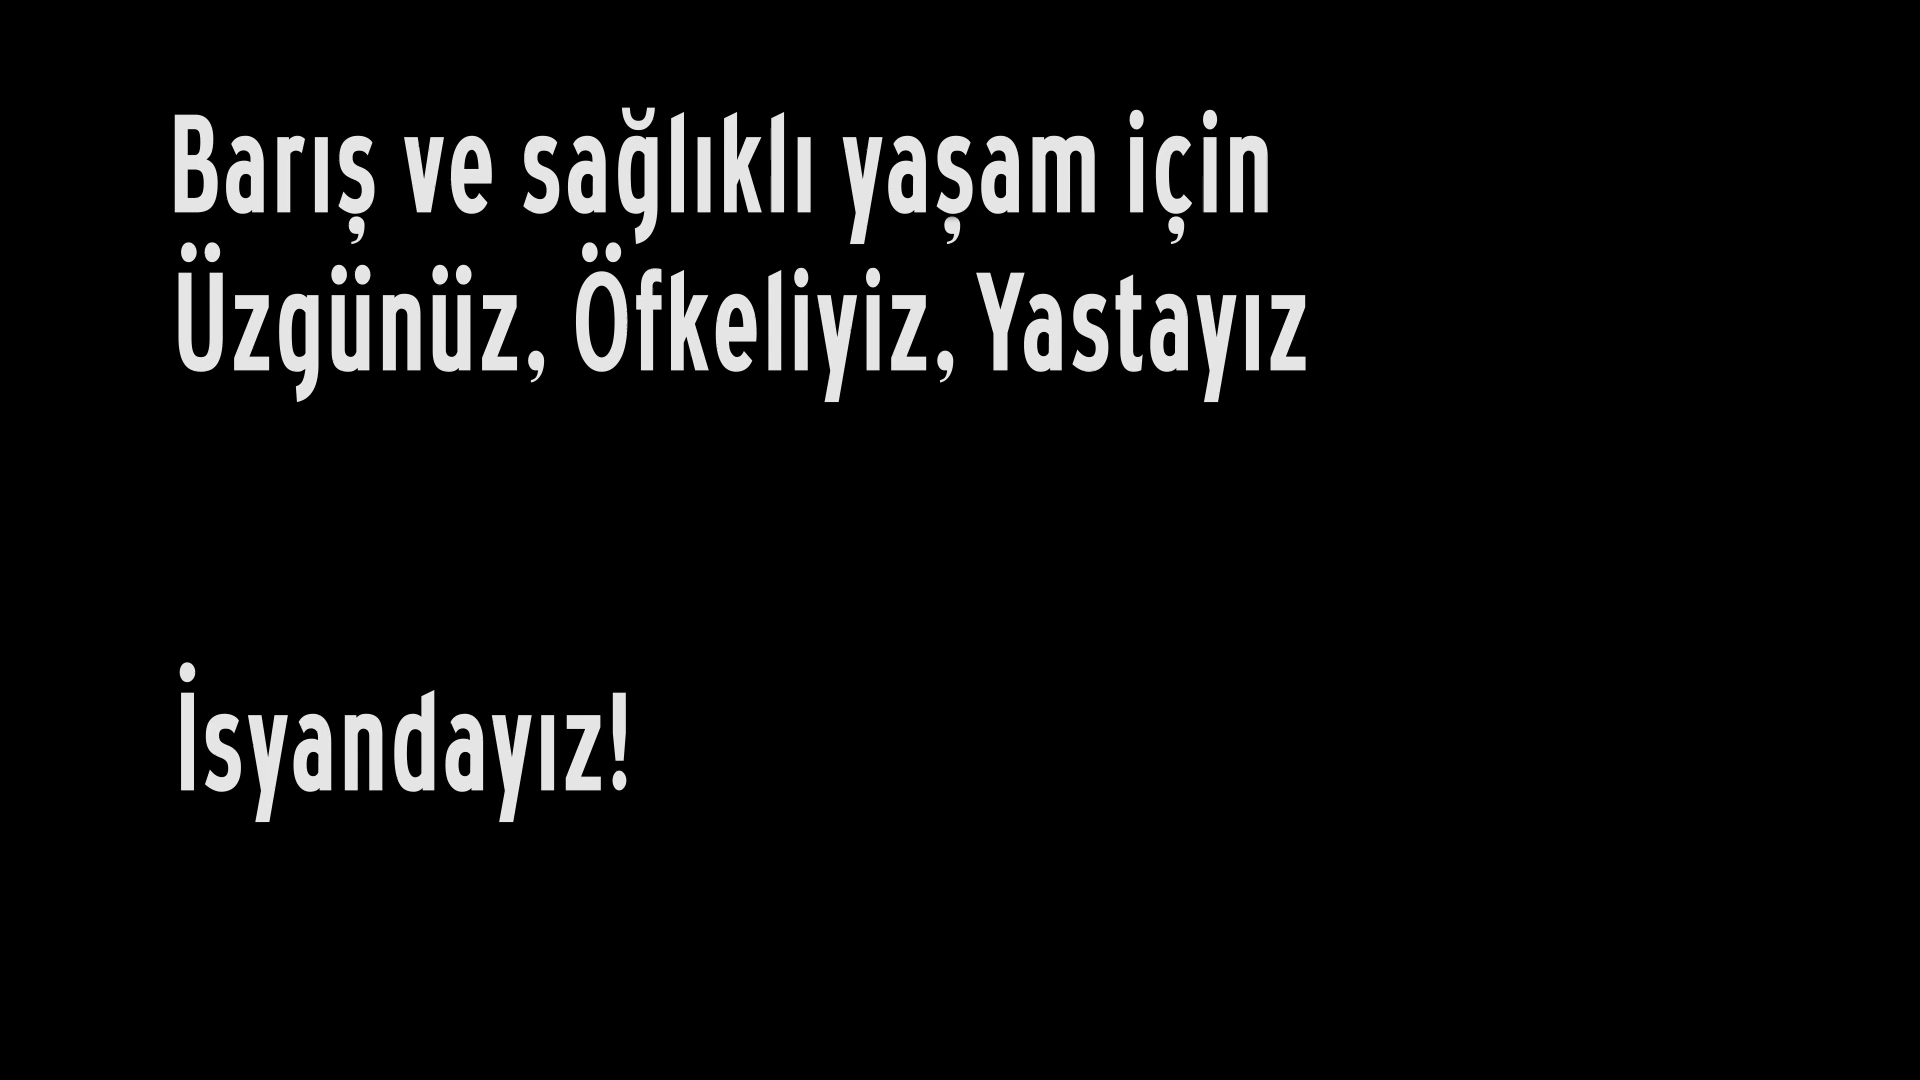 Barış ve sağlıklı yaşam için
Üzgünüz, Öfkeliyiz, Yastayız
İsyandayız!